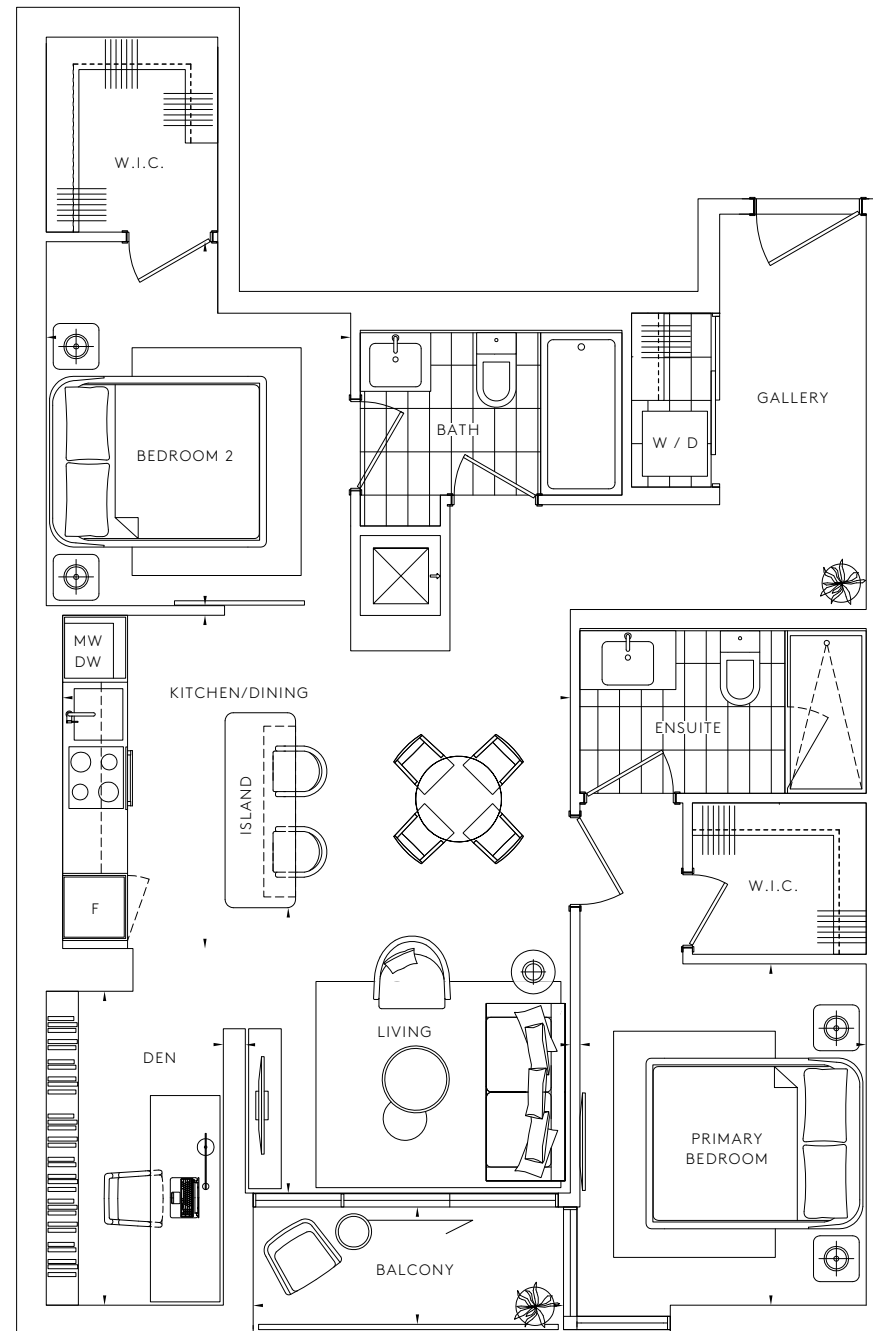 W.I.C.
GALLERY
BATH
W / D
BEDROOM 2
MW
DW
KITCHEN/DINING
ENSUITE
ISLAND
W.I.C.
F
LIVING
DEN
PRIMARY
BEDROOM
BALCONY